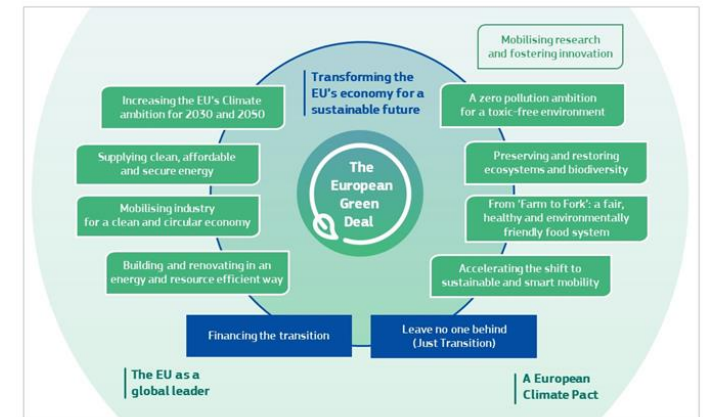 Mobilising research
and fostering innovation
Transforming the
EU's economy for a
sustainable future
Increasing the EU's Climate
ambition for 2030 and 2050
A zero pollution ambition
for a toxic-free environment
Supplying clean, affordable
and secure energy
The
European
Green
Deal
Preserving and restoring
ecosystems and biodiversity
Mobilising industry
for a clean and circular economy
From 'Farm to Fork': a fair,
healthy and environmentally
friendly food system
Building and renovating in an
energy and resource efficient way
Accelerating the shift to
sustainable and smart mobility
Financing the transition
Leave no one behind
(Just Transition)
The EU as a
global leader
A European
Climate Pact